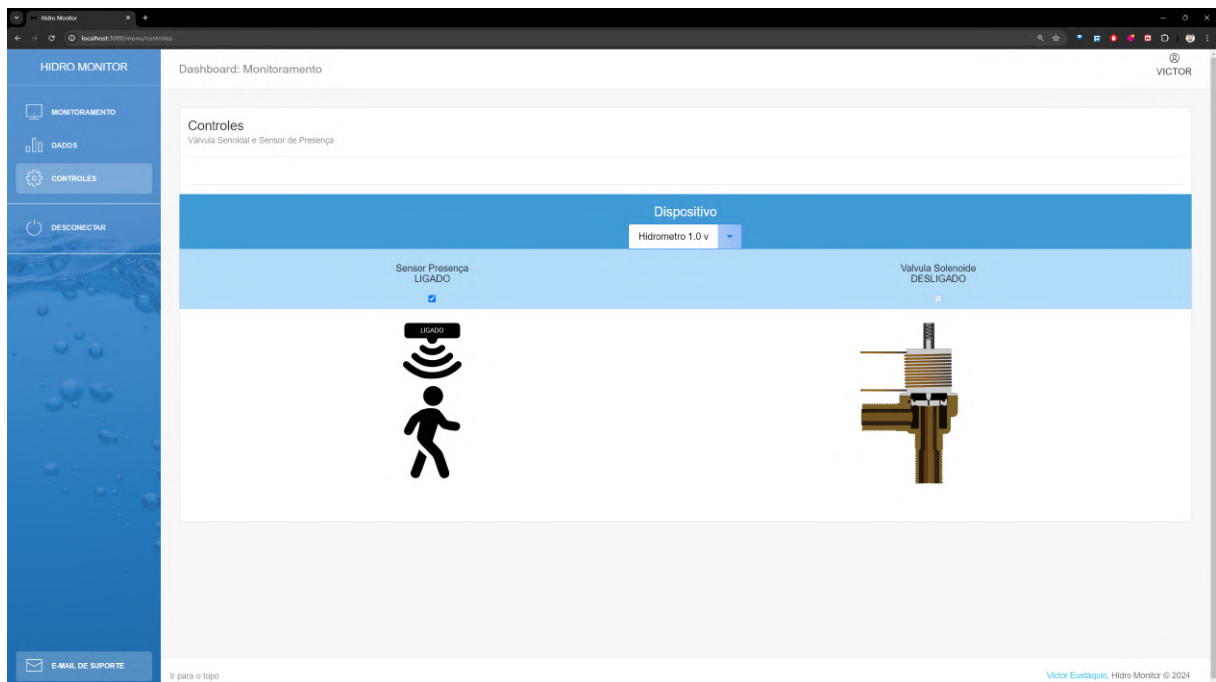 Hidro Monitor
localhost:3000/menu/controles
HIDRO MONITOR
Dashboard: Monitoramento
VICTOR
MONITORAMENTO
DADOS
CONTROLES
DESCONECTAR
Controles
Válvula Senoidal e Sensor de Presença
Dispositivo
Hidrometro 1.0 v
Sensor Presença
LIGADO
Valvula Solenoide
DESLIGADO
LIGADO
E-MAIL DE SUPORTE
Ir para o topo
Victor Eustáquio, Hidro Monitor © 2024